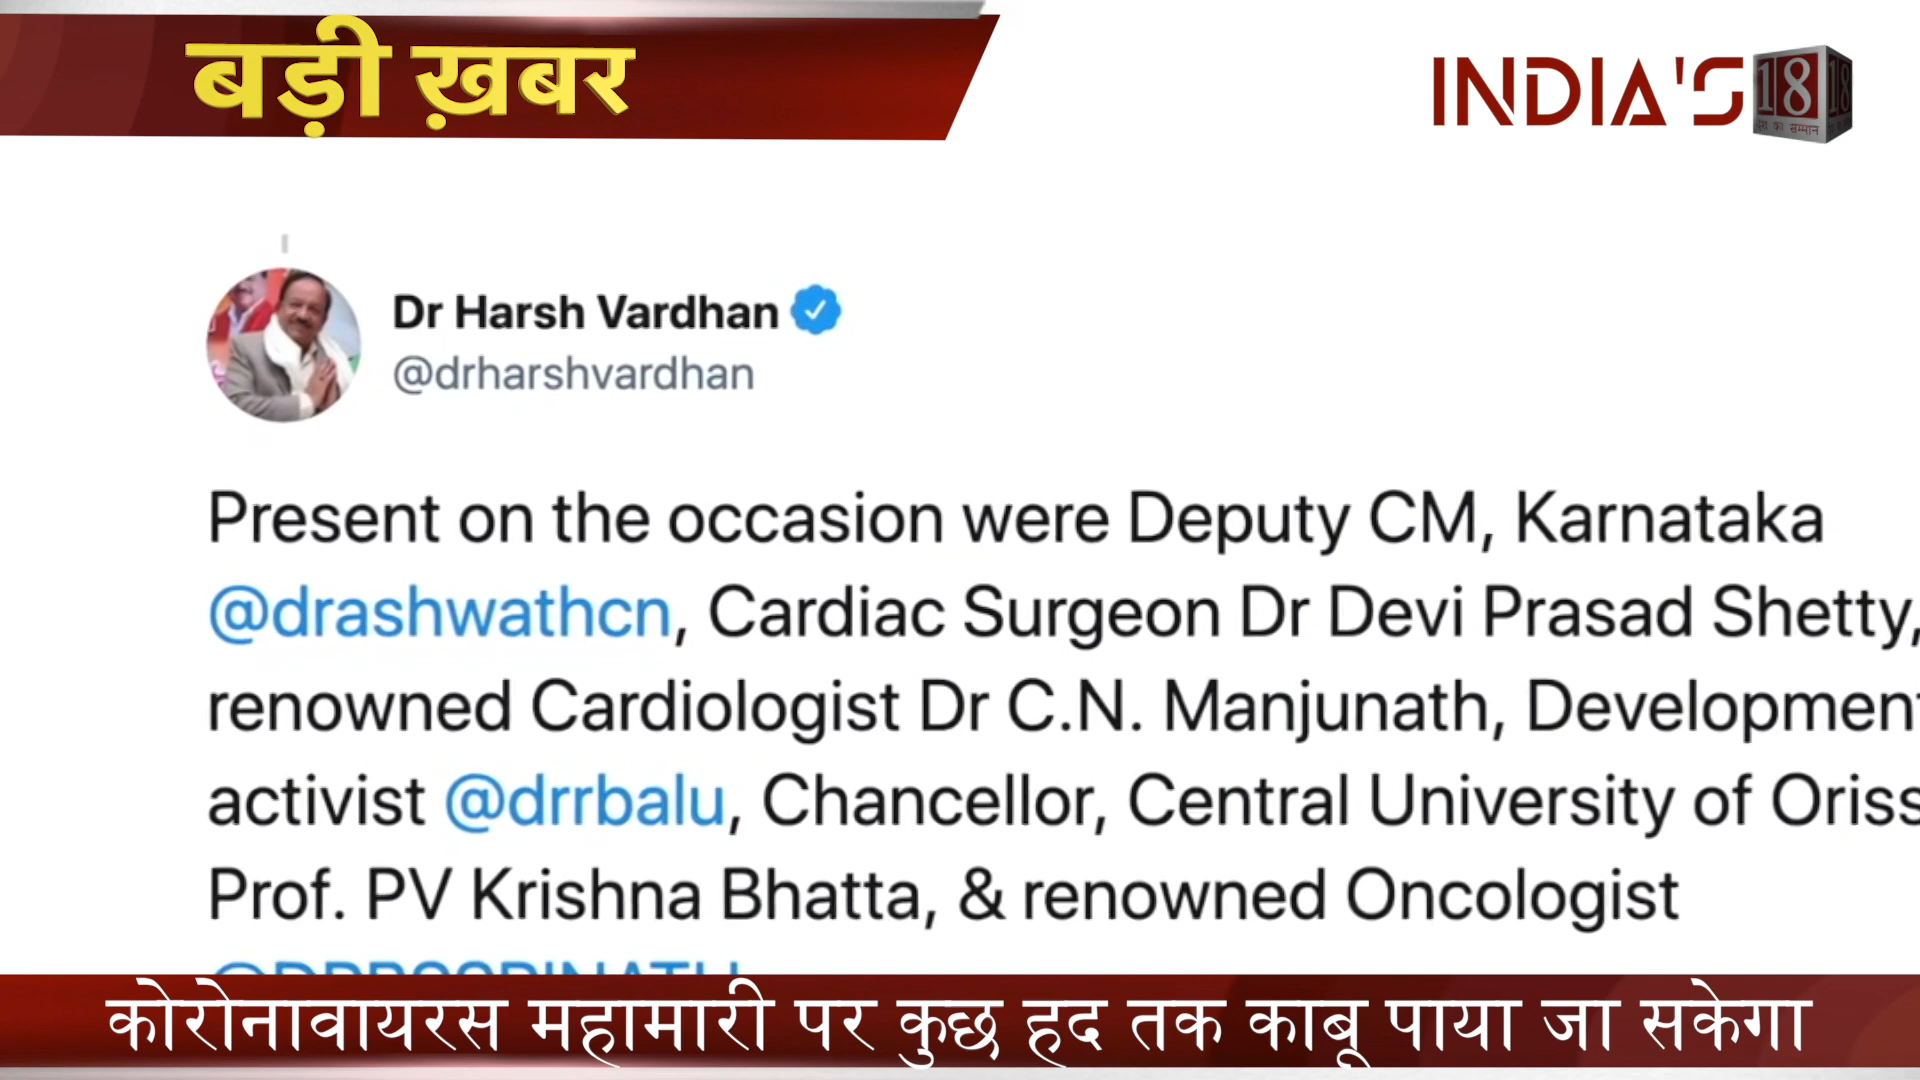 बड़ी ख़बर
INDIA'S 18
देश का सम्मान
Dr Harsh Vardhan
@drharshvardhan
Present on the occasion were Deputy CM, Karnataka
@drashwathcn, Cardiac Surgeon Dr Devi Prasad Shetty,
renowned Cardiologist Dr C.N. Manjunath, Development
activist @drrbalu, Chancellor, Central University of Oriss
Prof. PV Krishna Bhatta, & renowned Oncologist
कोरोनावायरस महामारी पर कुछ हद तक काबू पाया जा सकेगा